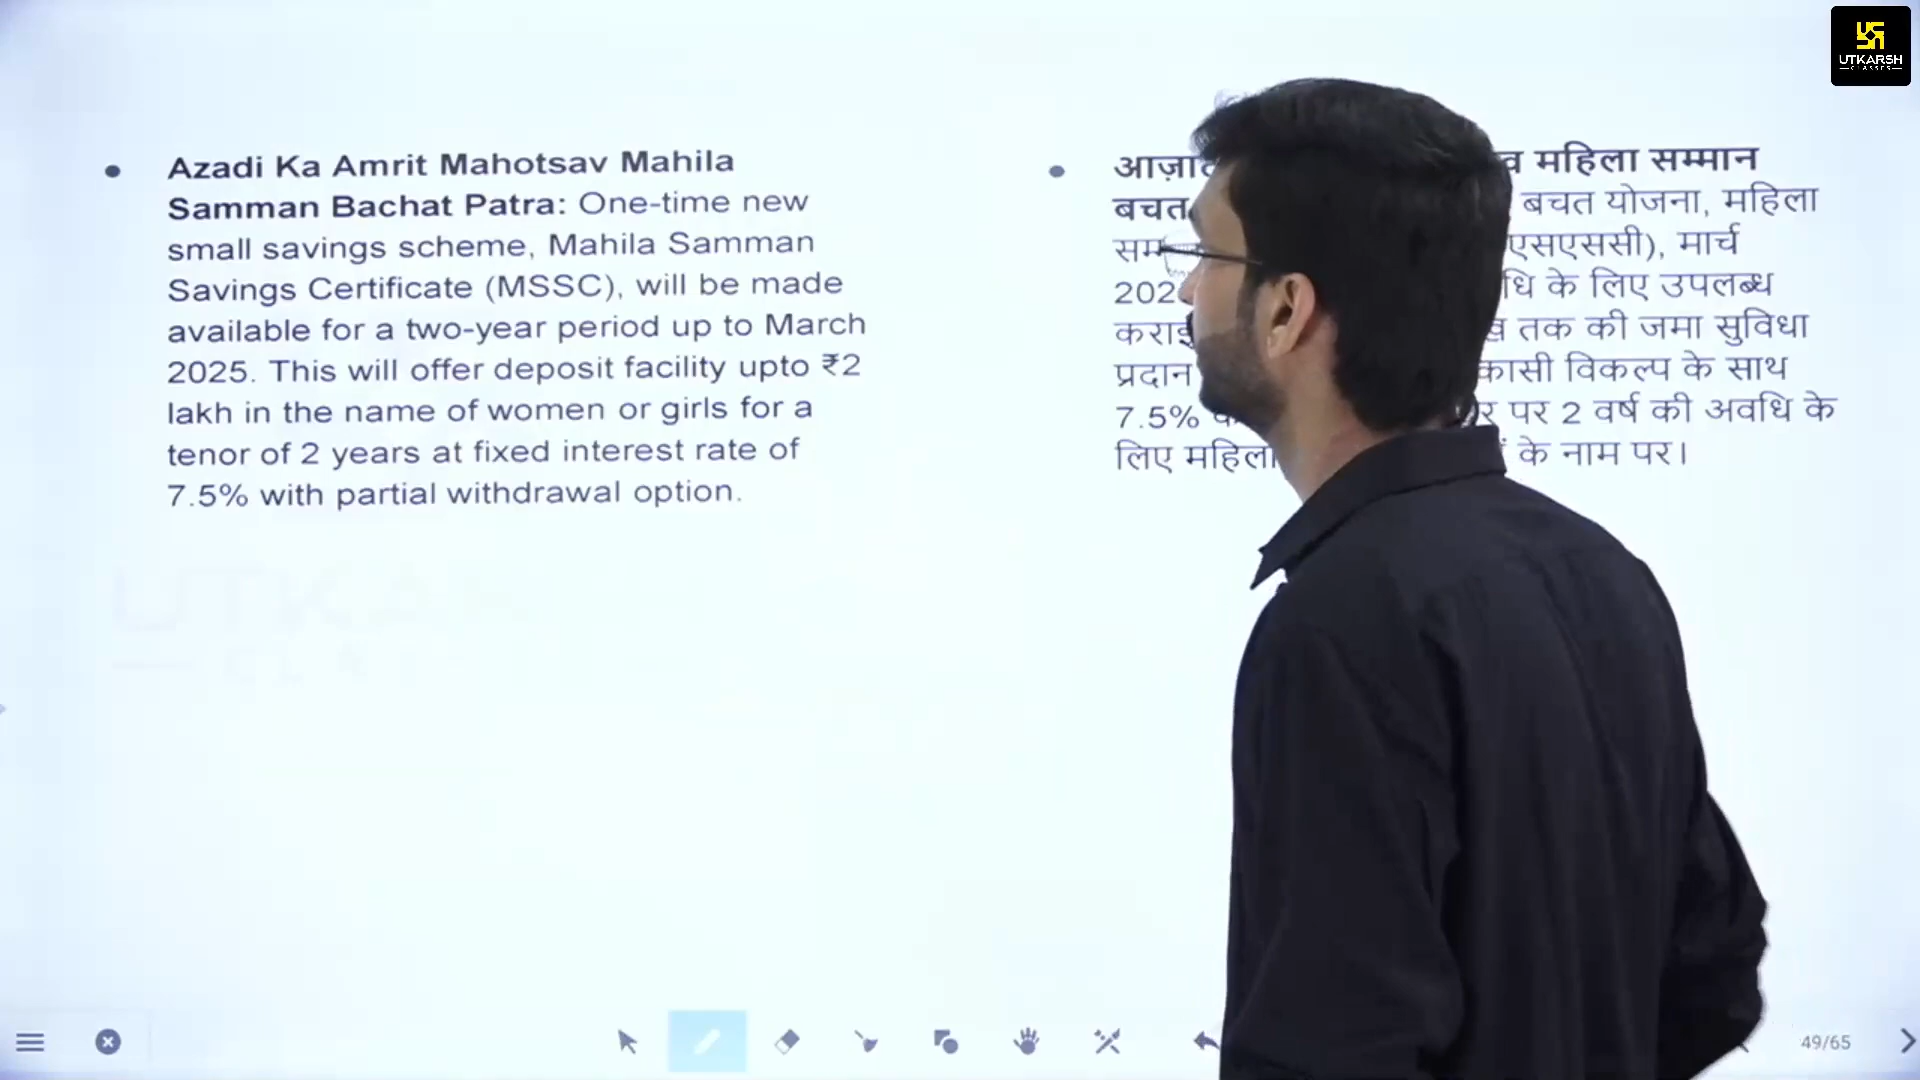 UTKARSH
CLASSES
Azadi Ka Amrit Mahotsav Mahila
Samman Bachat Patra: One-time new
small savings scheme, Mahila Samman
Savings Certificate (MSSC), will be made
available for a two-year period up to March
2025. This will offer deposit facility upto ₹2
lakh in the name of women or girls for a
tenor of 2 years at fixed interest rate of
7.5% with partial withdrawal option.
महिला सम्मान
बचत
बचत योजना, महिला
मार्च
के लिए उपलब्ध
तक की जमा सुविधा
प्रदान विकल्प के साथ
7.5% पर 2 वर्ष की अवधि के
लिए महिला के नाम पर।
49/65